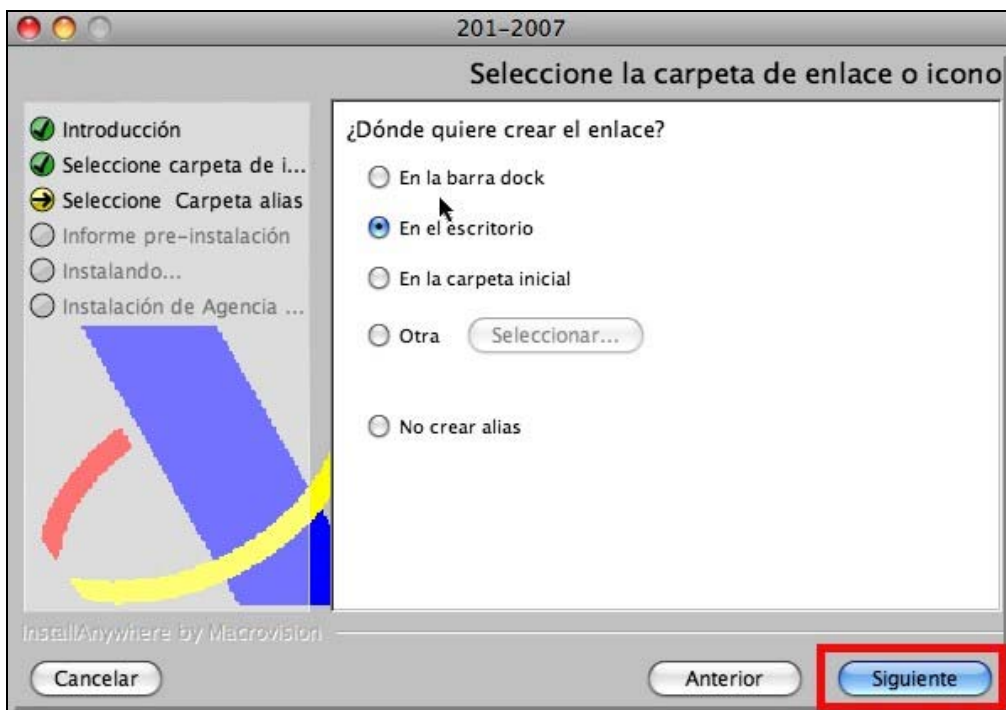 201-2007
Seleccione la carpeta de enlace o icono
Introducción
Seleccione carpeta de i...
Seleccione Carpeta alias
Informe pre-instalación
Instalando...
Instalación de Agencia ...
¿Dónde quiere crear el enlace?
En la barra dock
En el escritorio
En la carpeta inicial
Otra Seleccionar...
No crear alias
InstallAnywhere by Macrovision
Cancelar Anterior Siguiente